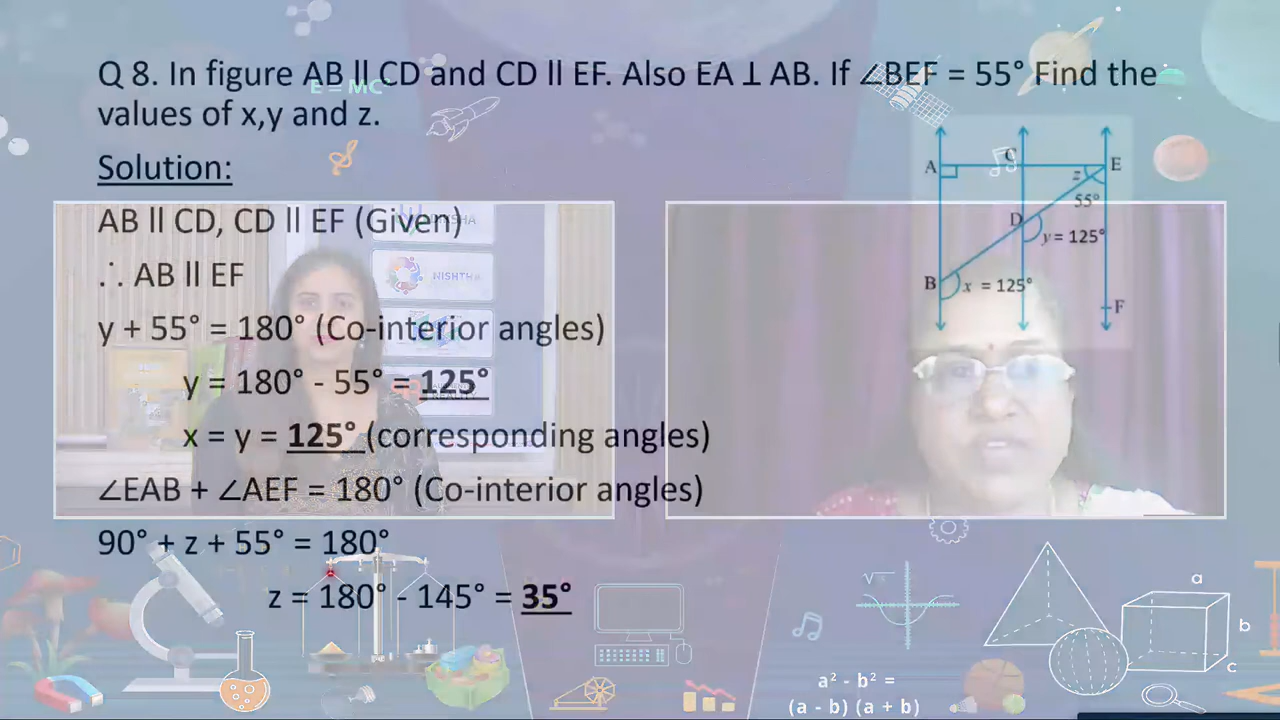 Q 8. In figure AB ll CD and CD ll EF. Also EA ⊥ AB. If ∠BEF = 55° Find the
values of x,y and z.
E = MC
Solution:
AB ll CD, CD ll EF (Given)
∴ AB ll EF
y + 55° = 180° (Co-interior angles)
y = 180° - 55° = 125°
x = y = 125° (corresponding angles)
∠EAB + ∠AEF = 180° (Co-interior angles)
90° + z + 55° = 180°
z = 180° - 145° = 35°
A
C
E
z
55°
D
y = 125°
B
x = 125°
F
NISHTHA
√x
a
b
c
a² - b² =
(a - b) (a + b)